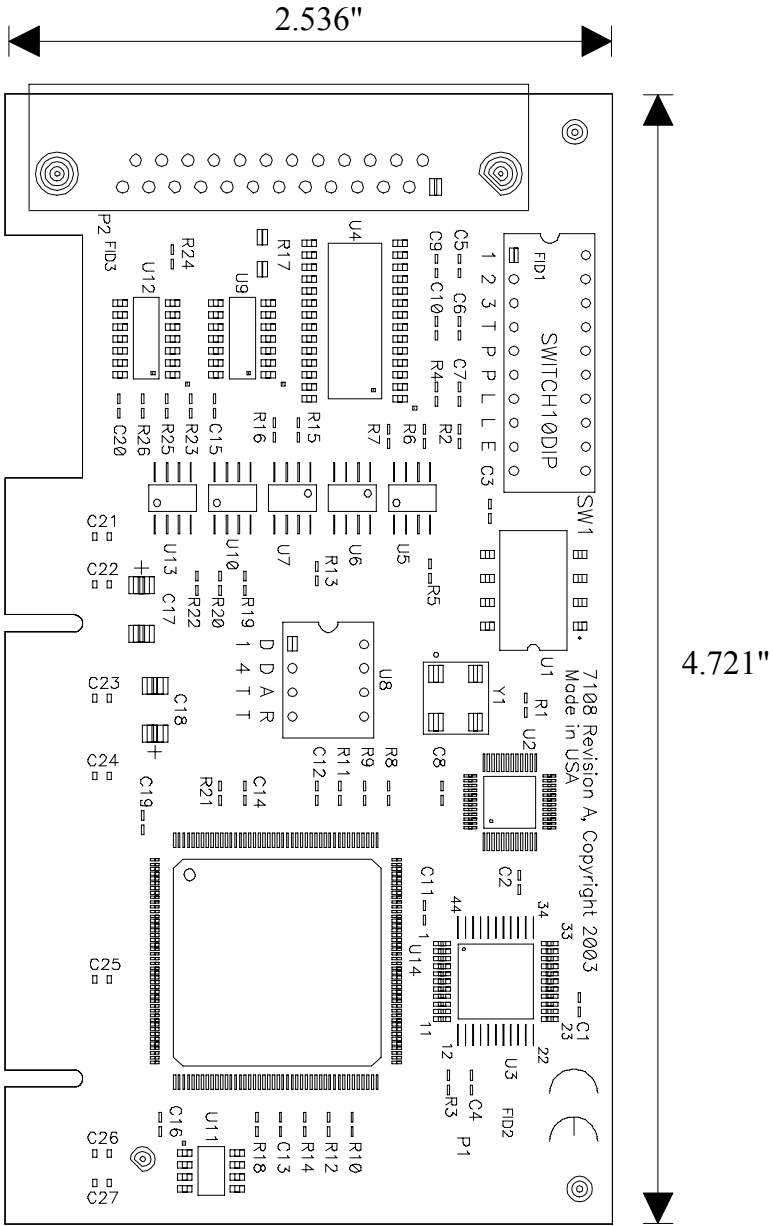 2.536"
4.721"
P2
FID3
R24
U12
U9
R17
U4
C9
C5
C10
C6
R4
C7
1 2 3 T P P L L E
FID1
SWITCH10DIP
SW1
C20
R26
R25
R23
C15
R16
R15
R7
R6
R2
C3
C21
U13
U10
U7
U6
U5
R5
C22
+
C17
R22
R20
R19
R13
U1
D D A R
1 4 T T
U8
Y1
R1
7108 Revision A, Copyright 2003
Made in USA
C23
C18
+
U2
C24
C19
R21
C14
C12
R11
R9
R8
C8
C2
C11
44
34
33
1
U14
C25
11
12
22
23
C1
U3
R3
C4
FID2
P1
C26
C16
U11
R18
C13
R14
R12
R10
C27